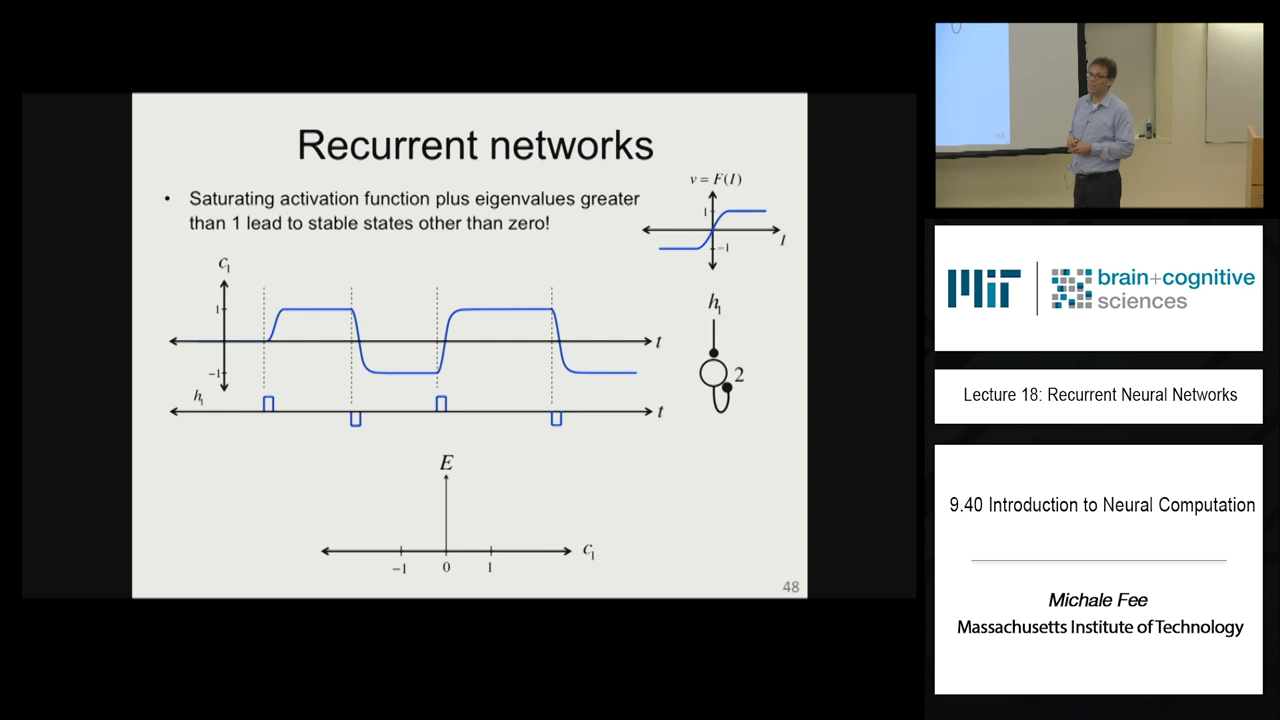 Recurrent networks
• Saturating activation function plus eigenvalues greater
than 1 lead to stable states other than zero!
v = F(I)
1
-1
I
c₁
1
-1
t
h₁
t
h₁
2
E
-1 0 1
c₁
48
MIT
brain+cognitive
sciences
Lecture 18: Recurrent Neural Networks
9.40 Introduction to Neural Computation
Michale Fee
Massachusetts Institute of Technology